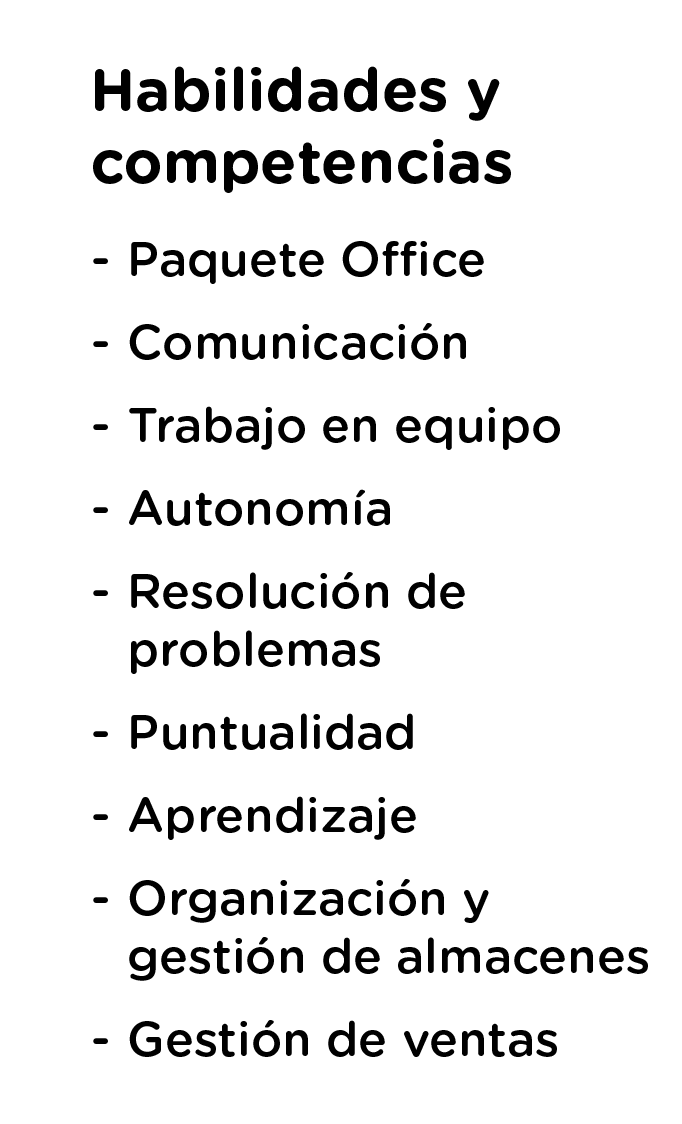 Habilidades y
competencias
- Paquete Office
- Comunicación
- Trabajo en equipo
- Autonomía
- Resolución de
problemas
- Puntualidad
- Aprendizaje
- Organización y
gestión de almacenes
- Gestión de ventas